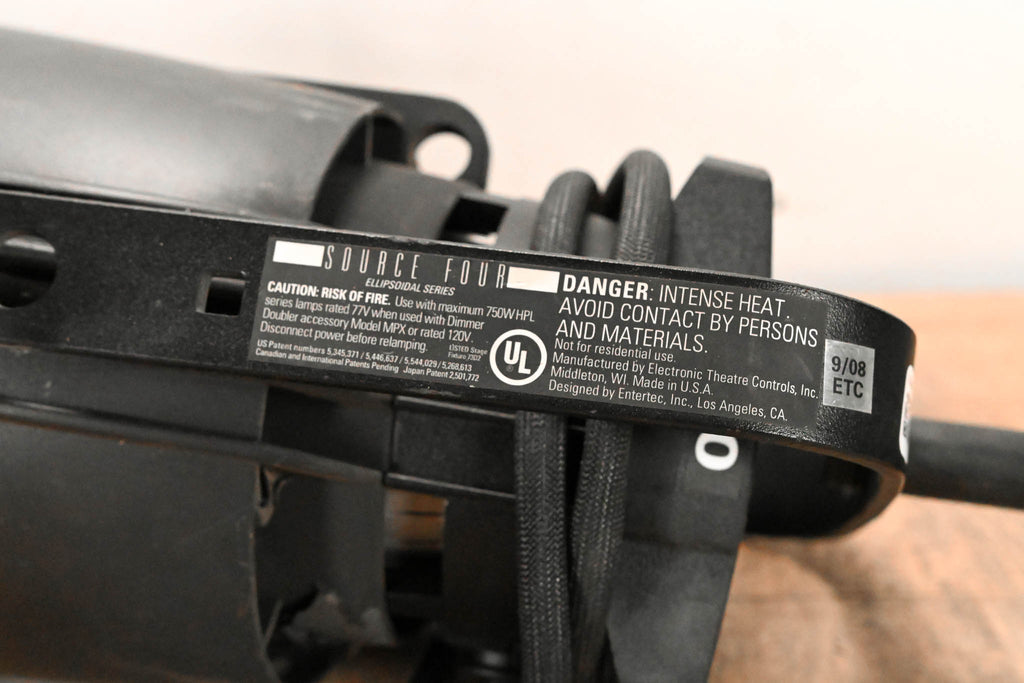 SOURCE FOUR
ELLIPSOIDAL SERIES
CAUTION: RISK OF FIRE. Use with maximum 750W HPL
series lamps rated 77V when used with Dimmer
Doubler accessory Model MPX or rated 120V.
Disconnect power before relamping.
LISTED Stage
US Patent numbers 5,345,371 / 5,446,637 / 5,544,029 / 5,268,613
Canadian and International Patents Pending Japan Patent 2,501,772
UL
DANGER: INTENSE HEAT.
AVOID CONTACT BY PERSONS
AND MATERIALS.
Not for residential use.
Manufactured by Electronic Theatre Controls, Inc.
Middleton, WI. Made in U.S.A.
Designed by Entertec, Inc., Los Angeles, CA.
9/08
ETC
0